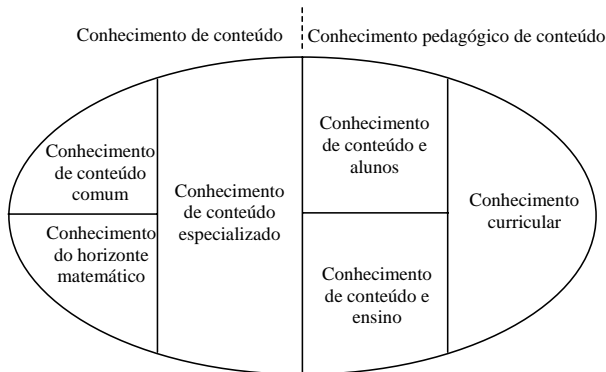 Conhecimento de conteúdo
Conhecimento pedagógico de conteúdo
Conhecimento
de conteúdo
comum
Conhecimento
do horizonte
matemático
Conhecimento
de conteúdo
especializado
Conhecimento
de conteúdo e
alunos
Conhecimento
de conteúdo e
ensino
Conhecimento
curricular